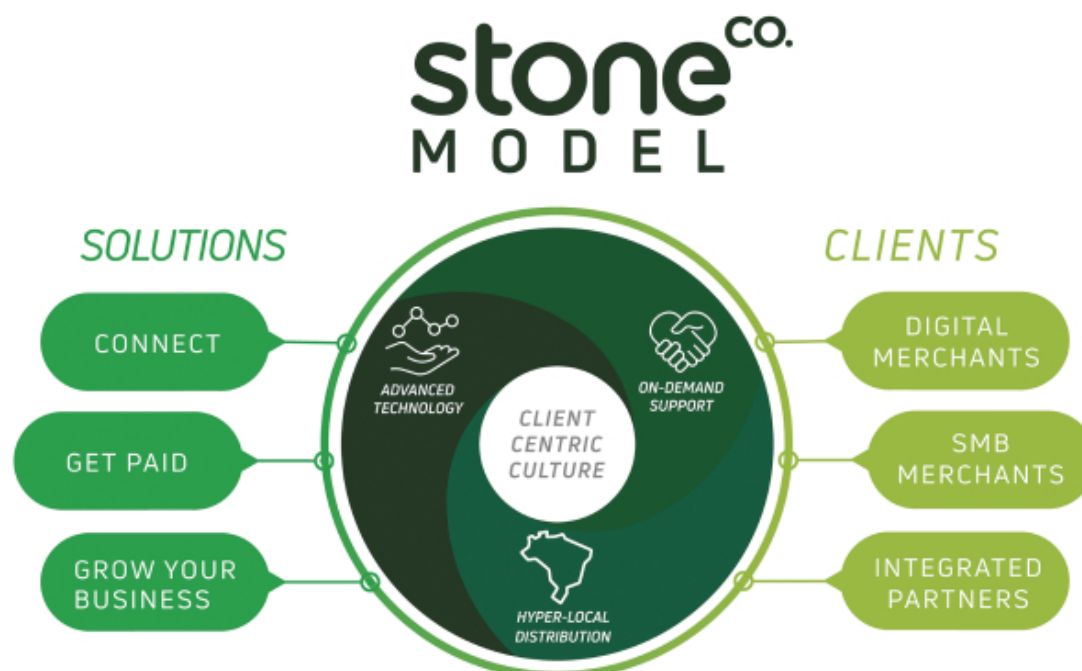 stone CO.
MODEL
SOLUTIONS
CONNECT
GET PAID
GROW YOUR
BUSINESS
ADVANCED
TECHNOLOGY
ON-DEMAND
SUPPORT
CLIENT
CENTRIC
CULTURE
HYPER-LOCAL
DISTRIBUTION
CLIENTS
DIGITAL
MERCHANTS
SMB
MERCHANTS
INTEGRATED
PARTNERS